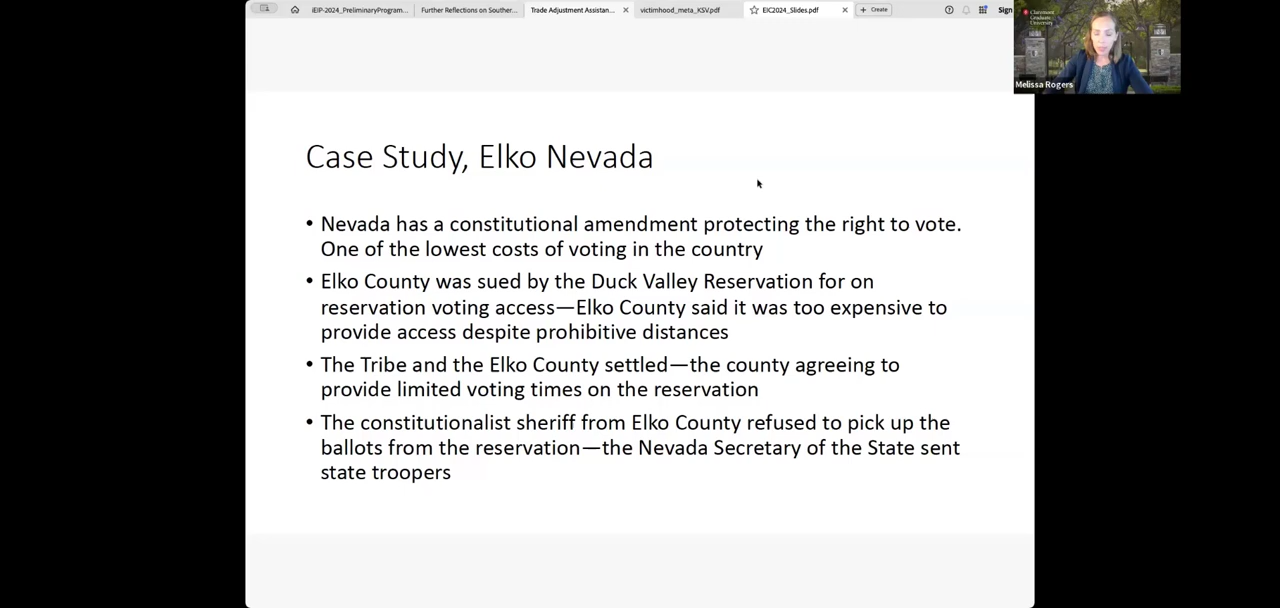 iEIP-2024_PreliminaryProgram...
Further Reflections on Souther...
Trade Adjustment Assistan...
victimhood_meta_KSV.pdf
EIC2024_Slides.pdf
Create
Sign
Claremont
Graduate
University
Melissa Rogers
Case Study, Elko Nevada
• Nevada has a constitutional amendment protecting the right to vote.
One of the lowest costs of voting in the country
• Elko County was sued by the Duck Valley Reservation for on
reservation voting access—Elko County said it was too expensive to
provide access despite prohibitive distances
• The Tribe and the Elko County settled—the county agreeing to
provide limited voting times on the reservation
• The constitutionalist sheriff from Elko County refused to pick up the
ballots from the reservation—the Nevada Secretary of the State sent
state troopers